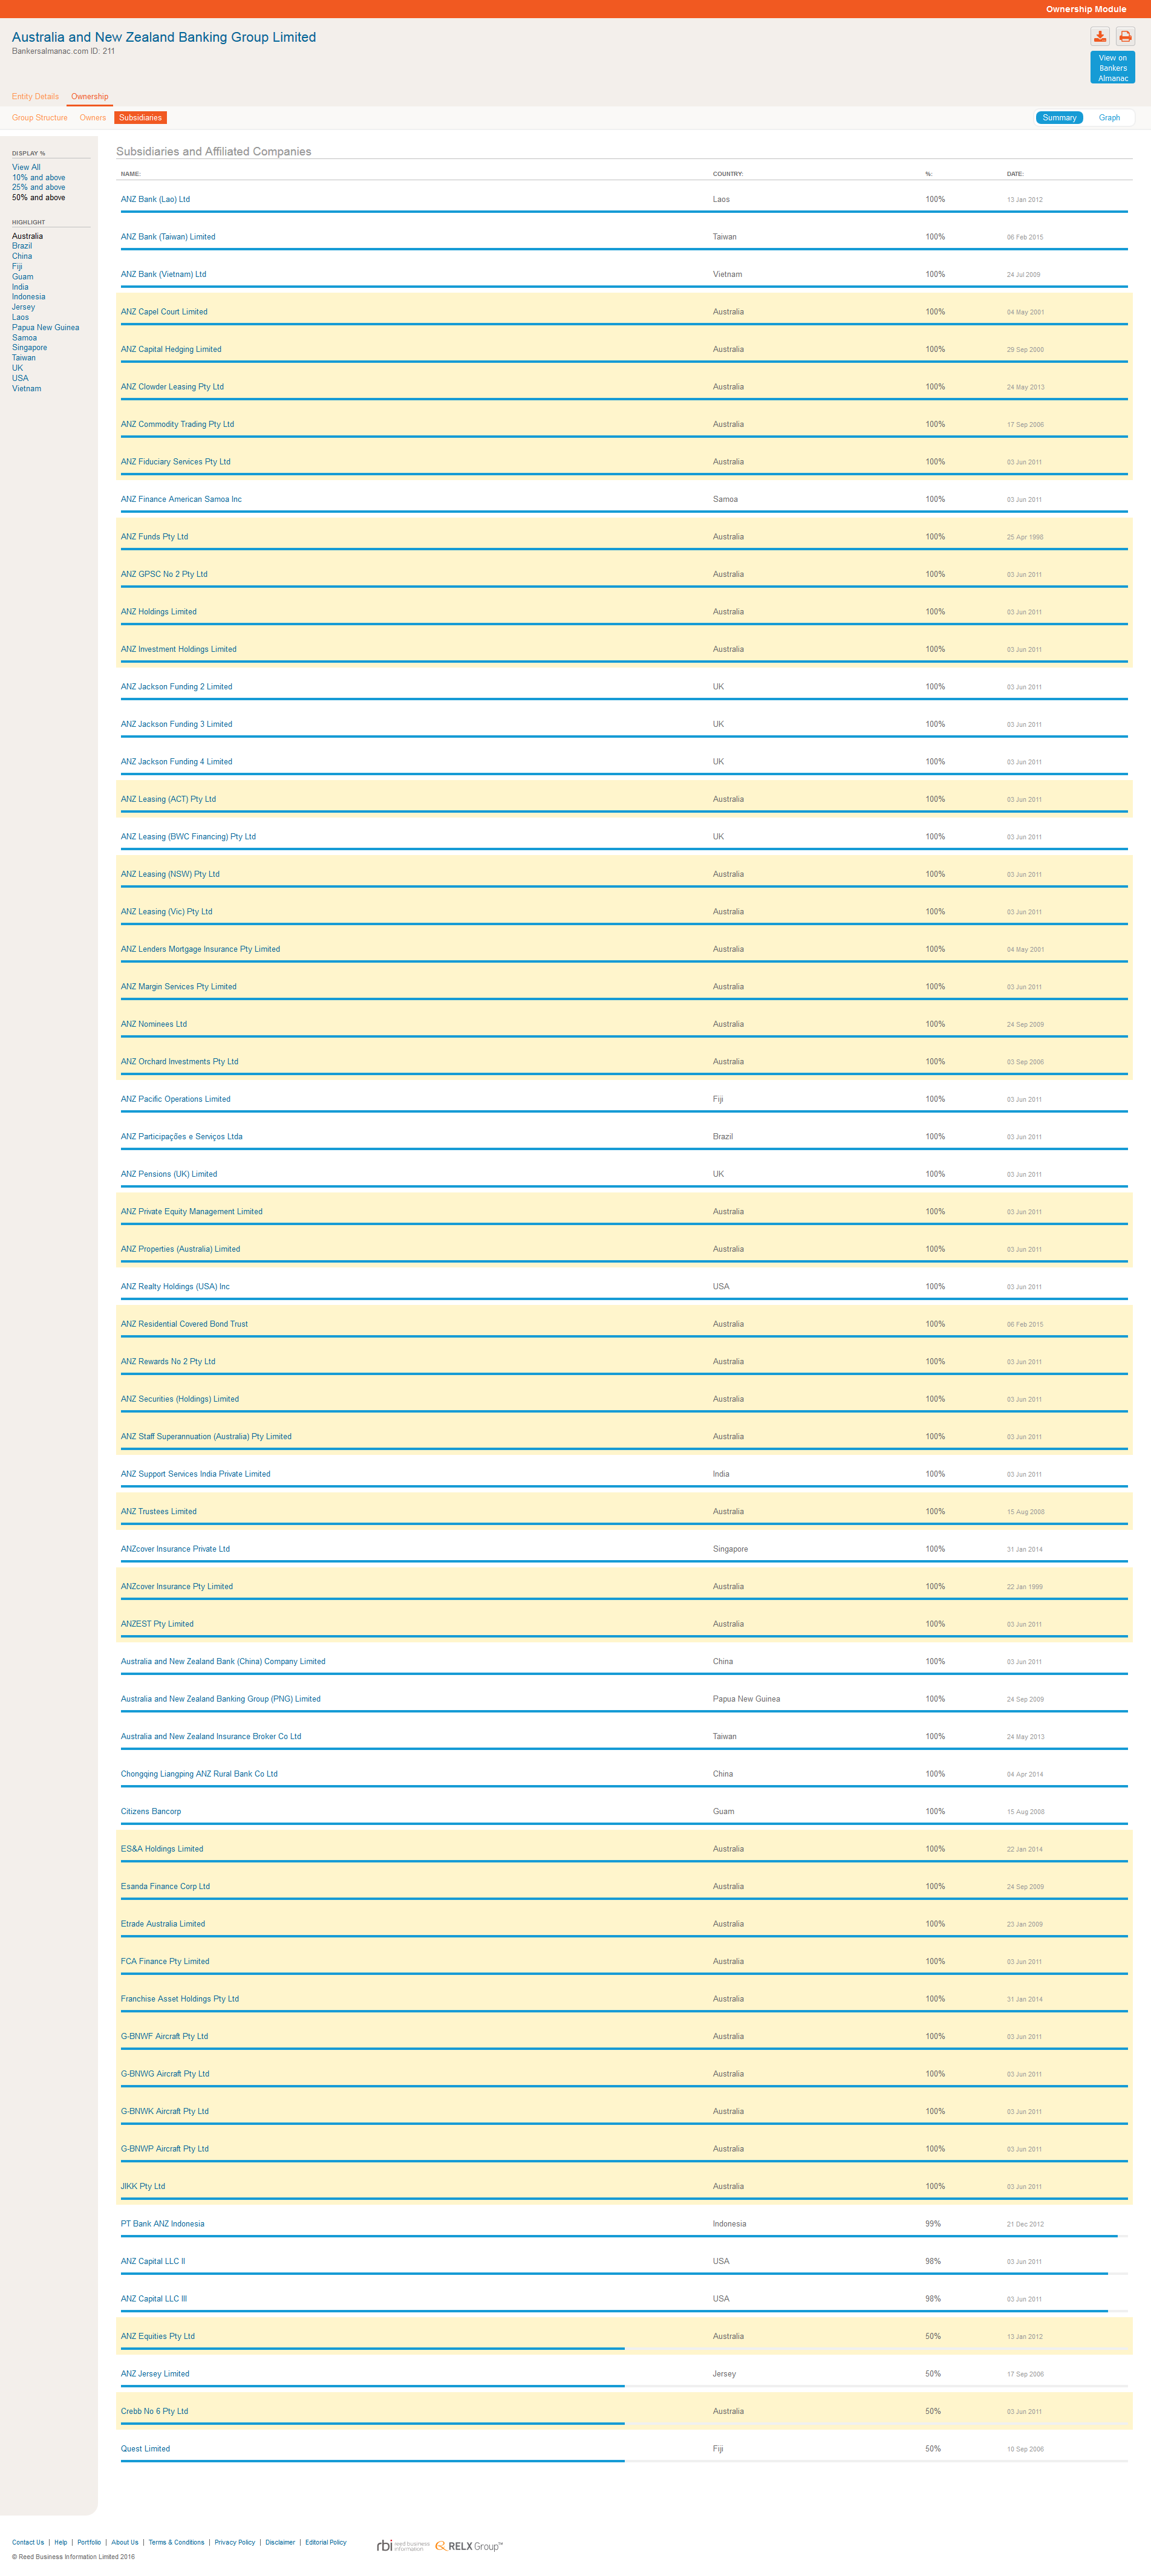 Ownership Module
Australia and New Zealand Banking Group Limited
Bankersalmanac.com ID: 211
View on
Bankers
Almanac
Entity Details Ownership
Group Structure Owners Subsidiaries Summary Graph
DISPLAY %
View All
10% and above
25% and above
50% and above
HIGHLIGHT
Australia
Brazil
China
Fiji
Guam
India
Indonesia
Jersey
Laos
Papua New Guinea
Samoa
Singapore
Taiwan
UK
USA
Vietnam
Subsidiaries and Affiliated Companies
NAME: COUNTRY: %: DATE:
ANZ Bank (Lao) Ltd Laos 100% 13 Jan 2012
ANZ Bank (Taiwan) Limited Taiwan 100% 06 Feb 2015
ANZ Bank (Vietnam) Ltd Vietnam 100% 24 Jul 2009
ANZ Capel Court Limited Australia 100% 04 May 2001
ANZ Capital Hedging Limited Australia 100% 29 Sep 2000
ANZ Clowder Leasing Pty Ltd Australia 100% 24 May 2013
ANZ Commodity Trading Pty Ltd Australia 100% 17 Sep 2006
ANZ Fiduciary Services Pty Ltd Australia 100% 03 Jun 2011
ANZ Finance American Samoa Inc Samoa 100% 03 Jun 2011
ANZ Funds Pty Ltd Australia 100% 25 Apr 1998
ANZ GPSC No 2 Pty Ltd Australia 100% 03 Jun 2011
ANZ Holdings Limited Australia 100% 03 Jun 2011
ANZ Investment Holdings Limited Australia 100% 03 Jun 2011
ANZ Jackson Funding 2 Limited UK 100% 03 Jun 2011
ANZ Jackson Funding 3 Limited UK 100% 03 Jun 2011
ANZ Jackson Funding 4 Limited UK 100% 03 Jun 2011
ANZ Leasing (ACT) Pty Ltd Australia 100% 03 Jun 2011
ANZ Leasing (BWC Financing) Pty Ltd UK 100% 03 Jun 2011
ANZ Leasing (NSW) Pty Ltd Australia 100% 03 Jun 2011
ANZ Leasing (Vic) Pty Ltd Australia 100% 03 Jun 2011
ANZ Lenders Mortgage Insurance Pty Limited Australia 100% 04 May 2001
ANZ Margin Services Pty Limited Australia 100% 03 Jun 2011
ANZ Nominees Ltd Australia 100% 24 Sep 2009
ANZ Orchard Investments Pty Ltd Australia 100% 03 Sep 2006
ANZ Pacific Operations Limited Fiji 100% 03 Jun 2011
ANZ Participações e Serviços Ltda Brazil 100% 03 Jun 2011
ANZ Pensions (UK) Limited UK 100% 03 Jun 2011
ANZ Private Equity Management Limited Australia 100% 03 Jun 2011
ANZ Properties (Australia) Limited Australia 100% 03 Jun 2011
ANZ Realty Holdings (USA) Inc USA 100% 03 Jun 2011
ANZ Residential Covered Bond Trust Australia 100% 06 Feb 2015
ANZ Rewards No 2 Pty Ltd Australia 100% 03 Jun 2011
ANZ Securities (Holdings) Limited Australia 100% 03 Jun 2011
ANZ Staff Superannuation (Australia) Pty Limited Australia 100% 03 Jun 2011
ANZ Support Services India Private Limited India 100% 03 Jun 2011
ANZ Trustees Limited Australia 100% 15 Aug 2008
ANZcover Insurance Private Ltd Singapore 100% 31 Jan 2014
ANZcover Insurance Pty Limited Australia 100% 22 Jan 1999
ANZEST Pty Limited Australia 100% 03 Jun 2011
Australia and New Zealand Bank (China) Company Limited China 100% 03 Jun 2011
Australia and New Zealand Banking Group (PNG) Limited Papua New Guinea 100% 24 Sep 2009
Australia and New Zealand Insurance Broker Co Ltd Taiwan 100% 24 May 2013
Chongqing Liangping ANZ Rural Bank Co Ltd China 100% 04 Apr 2014
Citizens Bancorp Guam 100% 15 Aug 2008
ES&A Holdings Limited Australia 100% 22 Jan 2014
Esanda Finance Corp Ltd Australia 100% 24 Sep 2009
Etrade Australia Limited Australia 100% 23 Jan 2009
FCA Finance Pty Limited Australia 100% 03 Jun 2011
Franchise Asset Holdings Pty Ltd Australia 100% 31 Jan 2014
G-BNWF Aircraft Pty Ltd Australia 100% 03 Jun 2011
G-BNWG Aircraft Pty Ltd Australia 100% 03 Jun 2011
G-BNWK Aircraft Pty Ltd Australia 100% 03 Jun 2011
G-BNWP Aircraft Pty Ltd Australia 100% 03 Jun 2011
JIKK Pty Ltd Australia 100% 03 Jun 2011
PT Bank ANZ Indonesia Indonesia 99% 21 Dec 2012
ANZ Capital LLC II USA 98% 03 Jun 2011
ANZ Capital LLC III USA 98% 03 Jun 2011
ANZ Equities Pty Ltd Australia 50% 13 Jan 2012
ANZ Jersey Limited Jersey 50% 17 Sep 2006
Crebb No 6 Pty Ltd Australia 50% 03 Jun 2011
Quest Limited Fiji 50% 10 Sep 2006
Contact Us | Help | Portfolio | About Us | Terms & Conditions | Privacy Policy | Disclaimer | Editorial Policy
rbi reed business information RELX Group™
© Reed Business Information Limited 2016